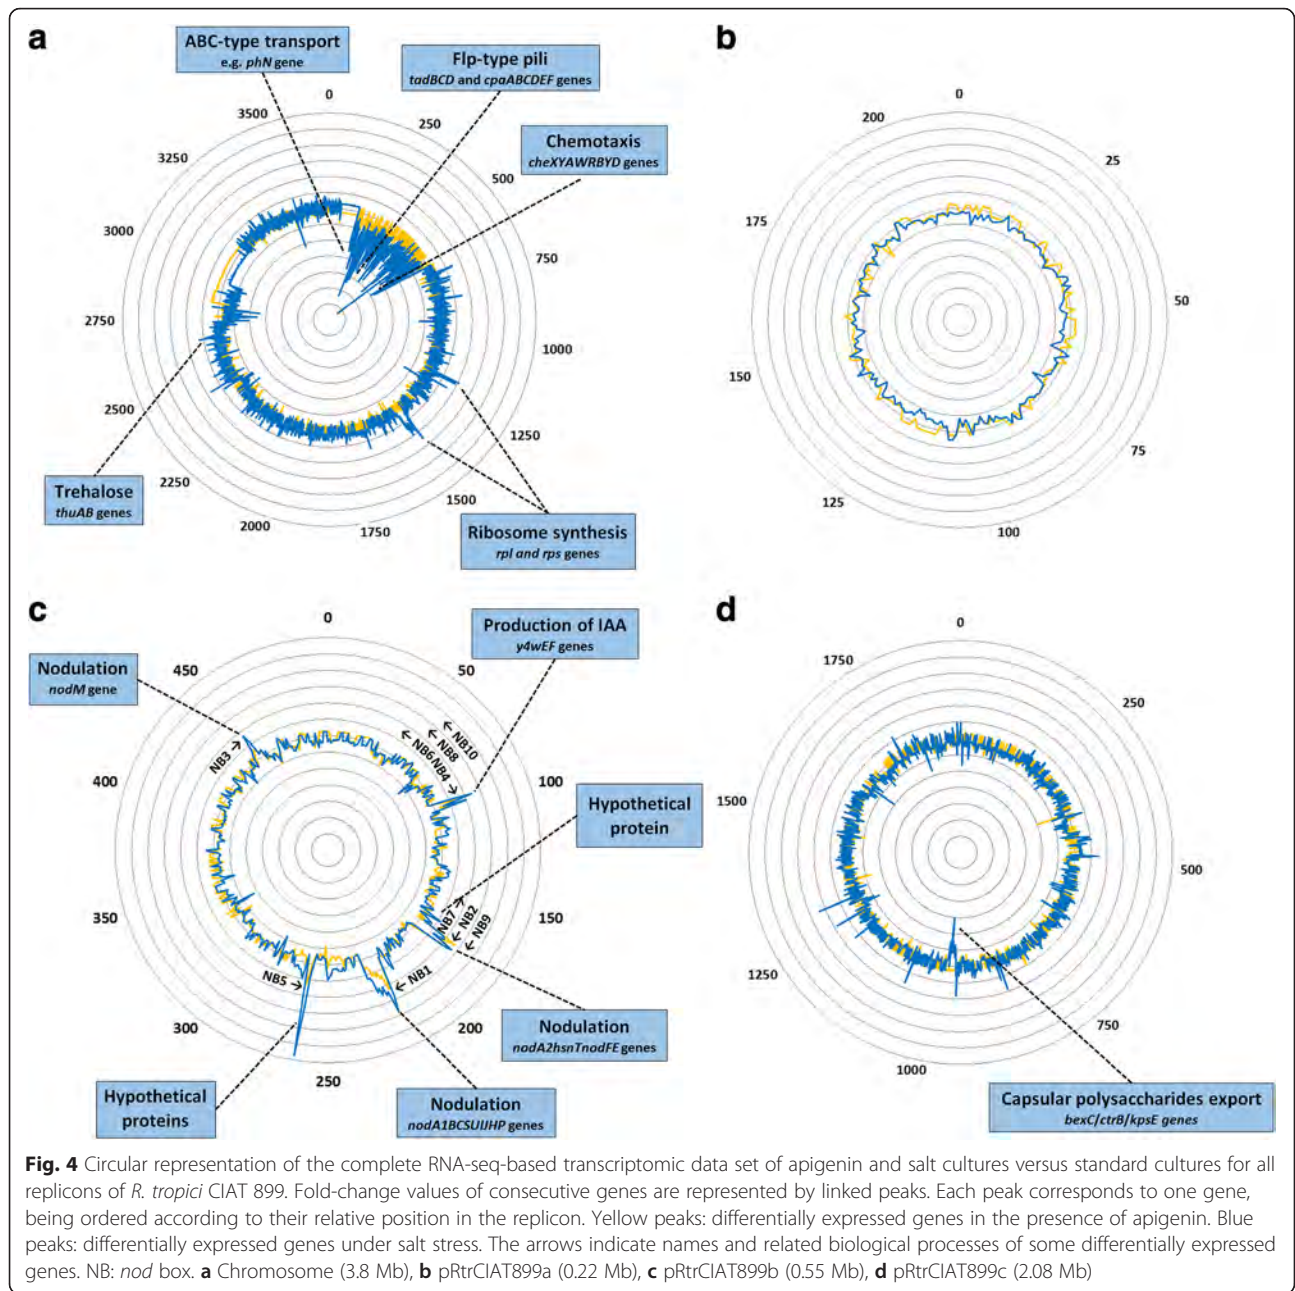 a
ABC-type transport
e.g. phN gene
Flp-type pili
tadBCD and cpaABCDEF genes
Chemotaxis
cheXYAWRBYD genes
0
250
500
750
1000
1250
1500
1750
2000
2250
2500
2750
3000
3250
3500
Trehalose
thuAB genes
Ribosome synthesis
rpl and rps genes
b
0
25
50
75
100
125
150
175
200
c
Nodulation
nodM gene
Production of IAA
y4wEF genes
Hypothetical
protein
Nodulation
nodA2hsnTnodFE genes
Nodulation
nodA1BCSUIJHP genes
Hypothetical
proteins
0
50
100
150
200
250
300
350
400
450
NB3 →
← NB10
← NB8
← NB6
NB4 →
NB7 →
← NB2
← NB9
← NB1
NB5 →
d
0
250
500
750
1000
1250
1500
1750
Capsular polysaccharides export
bexC/ctrB/kpsE genes
Fig. 4 Circular representation of the complete RNA-seq-based transcriptomic data set of apigenin and salt cultures versus standard cultures for all
replicons of R. tropici CIAT 899. Fold-change values of consecutive genes are represented by linked peaks. Each peak corresponds to one gene,
being ordered according to their relative position in the replicon. Yellow peaks: differentially expressed genes in the presence of apigenin. Blue
peaks: differentially expressed genes under salt stress. The arrows indicate names and related biological processes of some differentially expressed
genes. NB: nod box. a Chromosome (3.8 Mb), b pRtrCIAT899a (0.22 Mb), c pRtrCIAT899b (0.55 Mb), d pRtrCIAT899c (2.08 Mb)